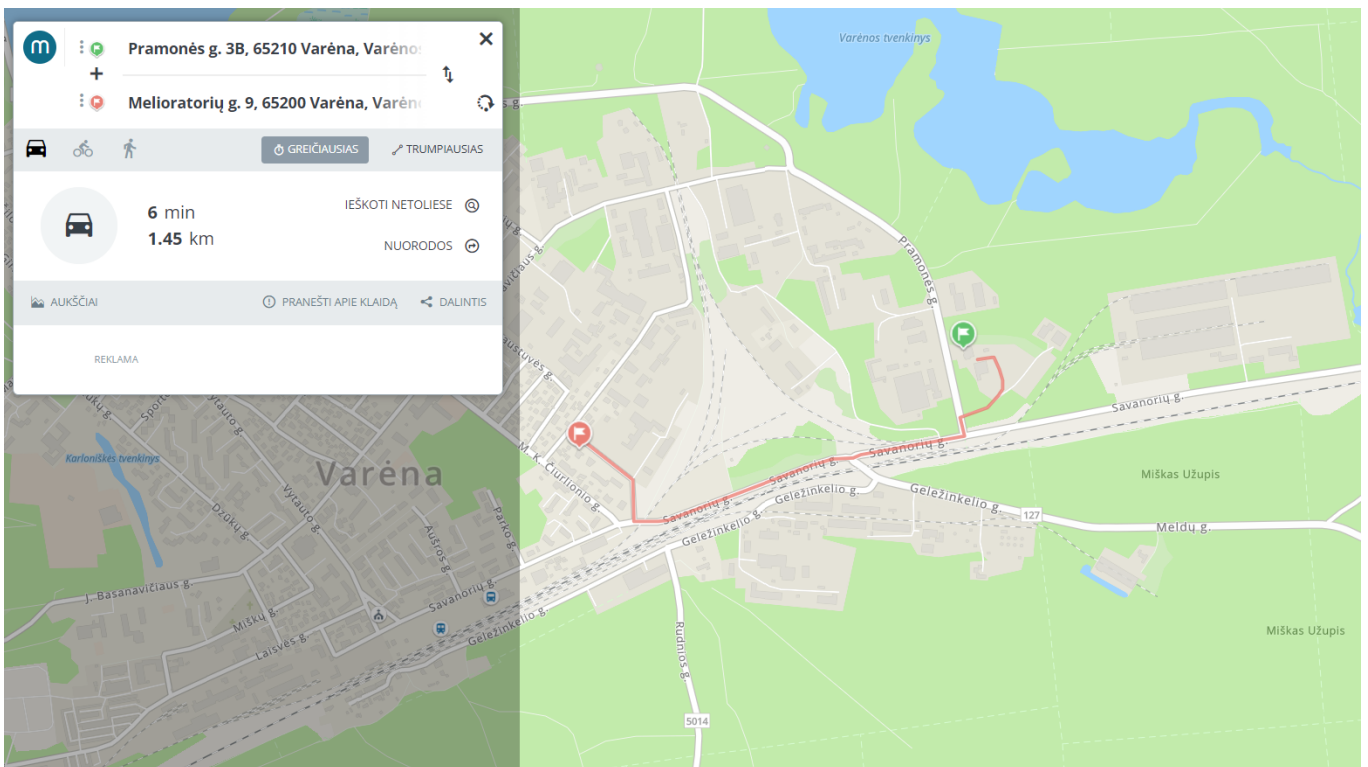 m
Pramonės g. 3B, 65210 Varėna, Varėno
Melioratorių g. 9, 65200 Varėna, Varėn
GREIČIAUSIAS
TRUMPIAUSIAS
6 min
1.45 km
IEŠKOTI NETOLIESE
NUORODOS
AUKŠČIAI
PRANEŠTI APIE KLAIDĄ
DALINTIS
REKLAMA
Varėnos tvenkinys
Pramonės g.
Savanorių g.
Savanorių g.
Savanorių g.
Savanorių g.
Savanorių g.
M. K. Čiurlionio g.
Geležinkelio g.
Geležinkelio g.
Geležinkelio g.
Geležinkelio g.
127
Meldų g.
Miškas Užupis
Miškas Užupis
Rudnios g.
5014
Varėna
Karloniškės tvenkinys
Vytauto g.
Vytauto g.
Dzūkų g.
Aušros g.
Parko g.
J. Basanavičiaus g.
Miškų g.
Laisvės g.